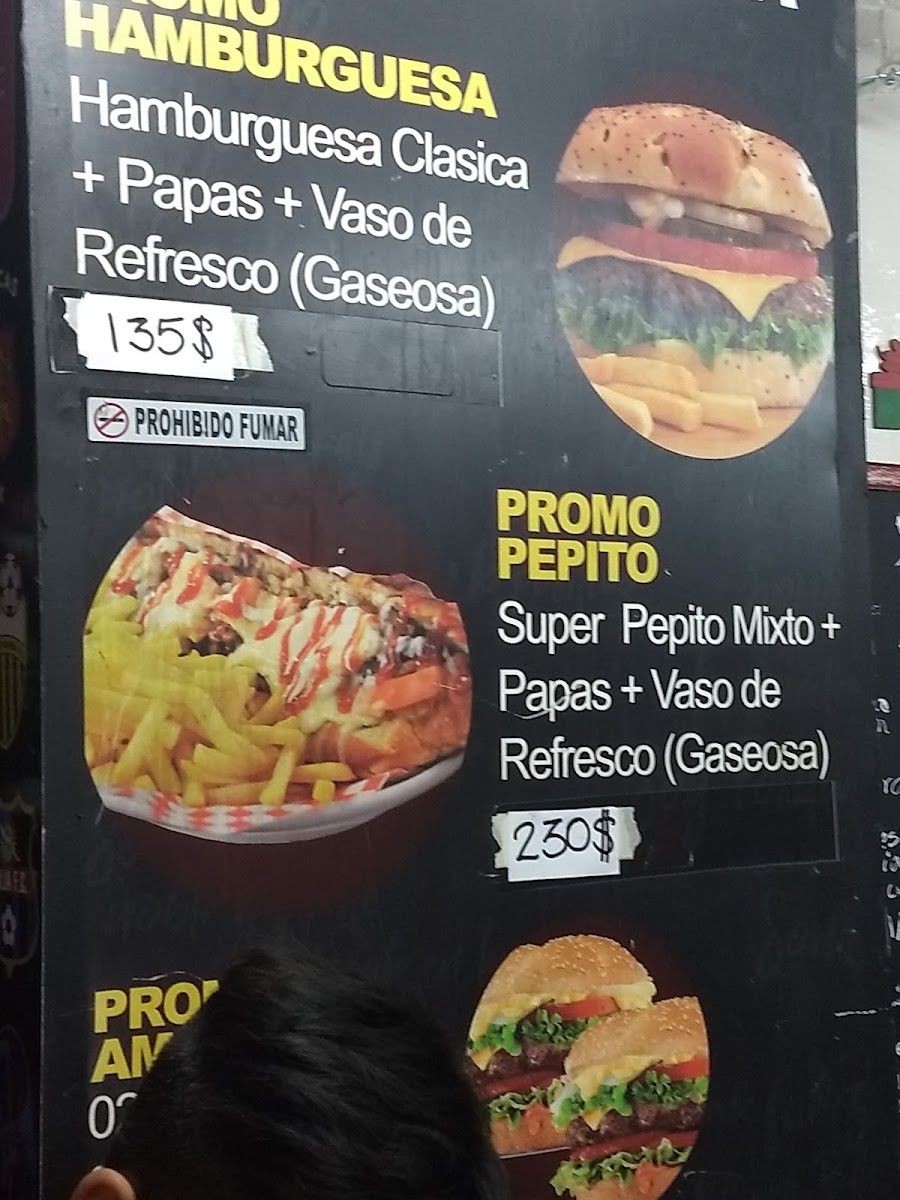 PROMO
HAMBURGUESA
Hamburguesa Clasica
+ Papas + Vaso de
Refresco (Gaseosa)
135$
PROHIBIDO FUMAR
PROMO
PEPITO
Super Pepito Mixto +
Papas + Vaso de
Refresco (Gaseosa)
230$